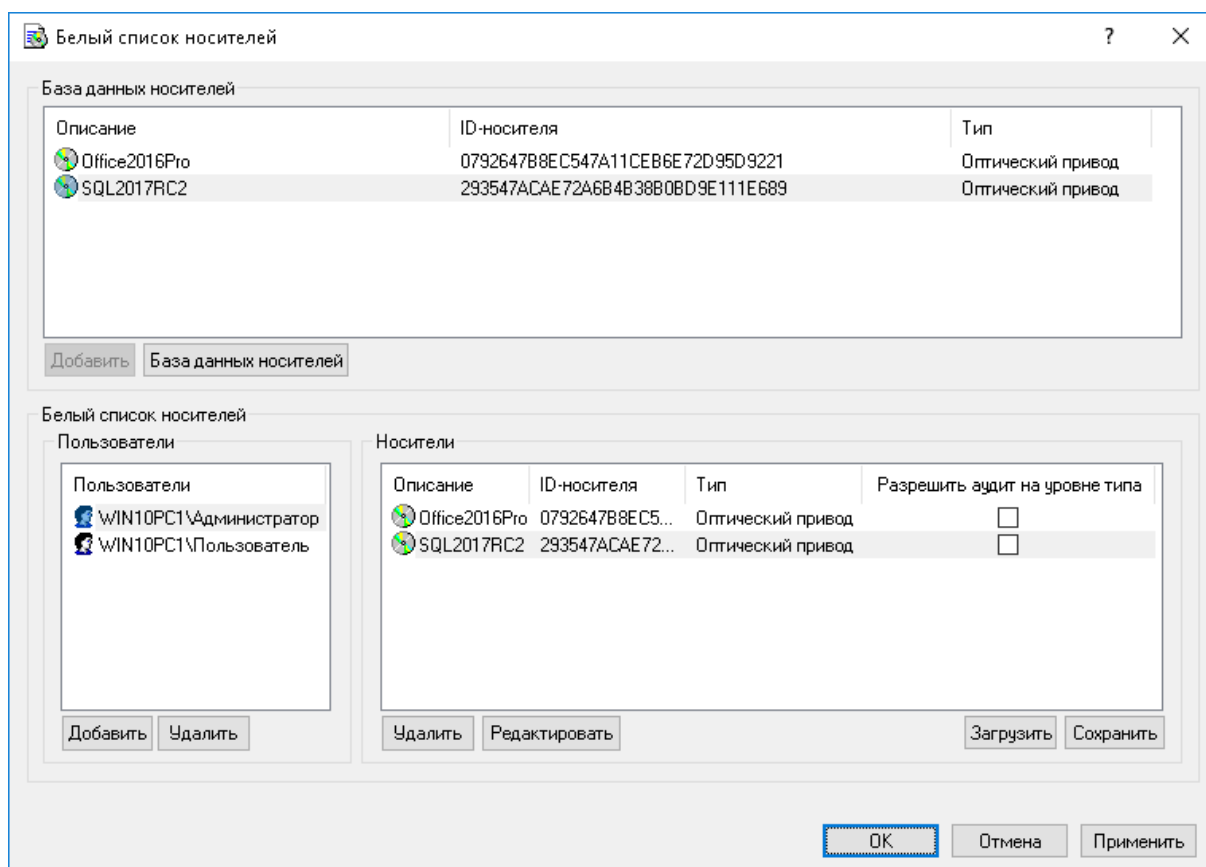 Белый список носителей ?
База данных носителей
Описание ID-носителя Тип
Office2016Pro 0792647B8EC547A11CEB6E72D95D9221 Оптический привод
SQL2017RC2 293547ACAE72A6B4B38B0BD9E111E689 Оптический привод
Добавить База данных носителей
Белый список носителей
Пользователи Носители
Пользователи Описание ID-носителя Тип Разрешить аудит на уровне типа
WIN10PC1\Администратор Office2016Pro 0792647B8EC5... Оптический привод
WIN10PC1\Пользователь SQL2017RC2 293547ACAE72... Оптический привод
Добавить Удалить Удалить Редактировать Загрузить Сохранить
OK Отмена Применить